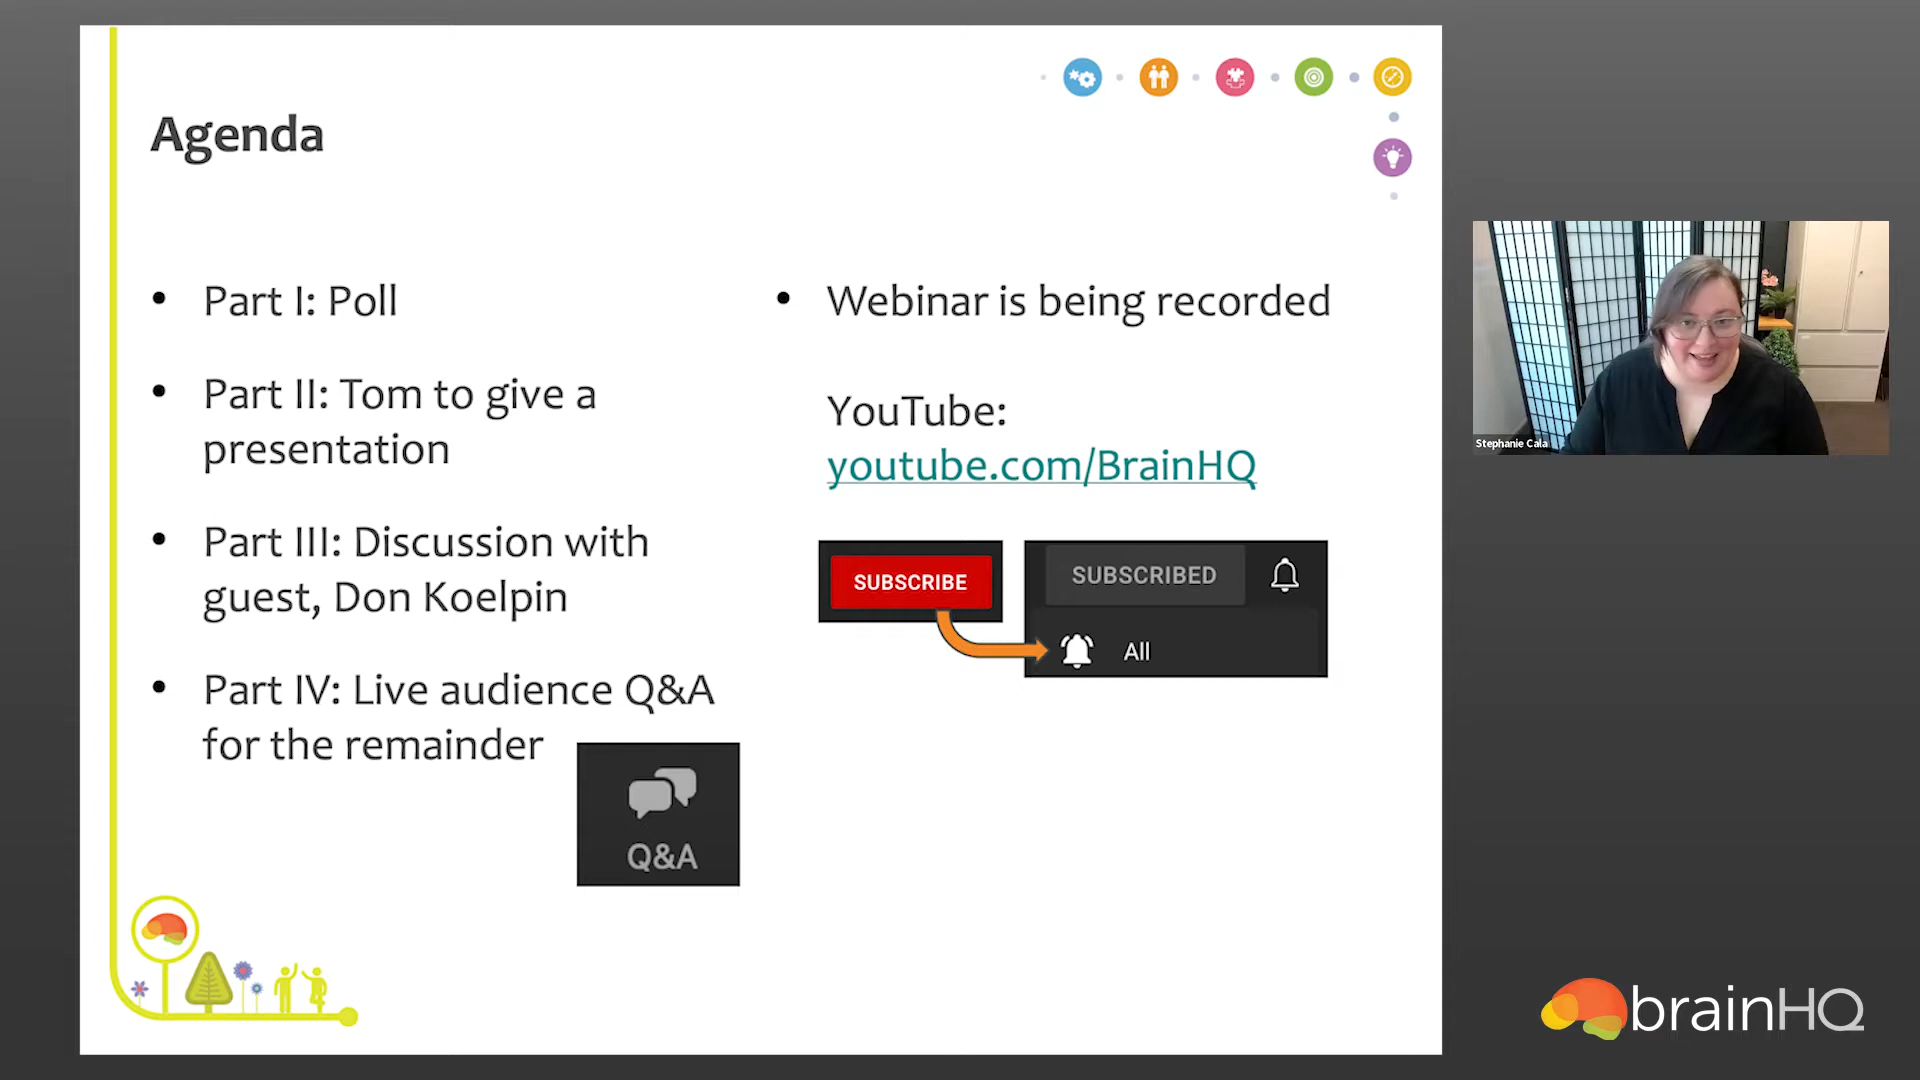 Agenda
• Part I: Poll
• Part II: Tom to give a
presentation
• Part III: Discussion with
guest, Don Koelpin
• Part IV: Live audience Q&A
for the remainder
Q&A
• Webinar is being recorded
YouTube:
youtube.com/BrainHQ
SUBSCRIBE
SUBSCRIBED
All
Stephanie Cala
brainHQ